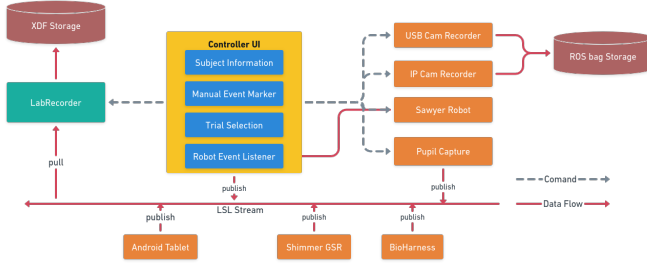 XDF Storage
Controller UI
USB Cam Recorder
ROS bag Storage
Subject Information
IP Cam Recorder
LabRecorder
Manual Event Marker
Sawyer Robot
Trial Selection
Robot Event Listener
Pupil Capture
pull
publish
publish
Comand
LSL Stream
Data Flow
publish
publish
publish
Android Tablet
Shimmer GSR
BioHarness